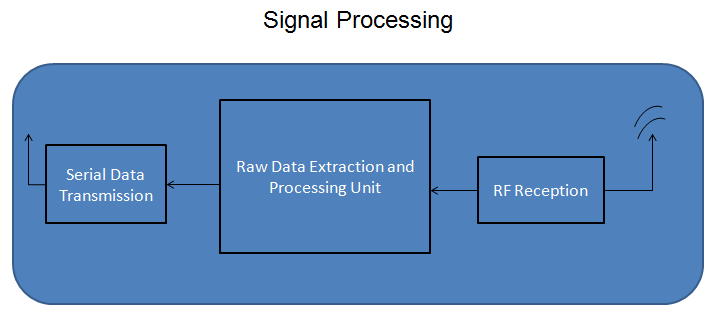 Signal Processing
Serial Data
Transmission
Raw Data Extraction and
Processing Unit
RF Reception